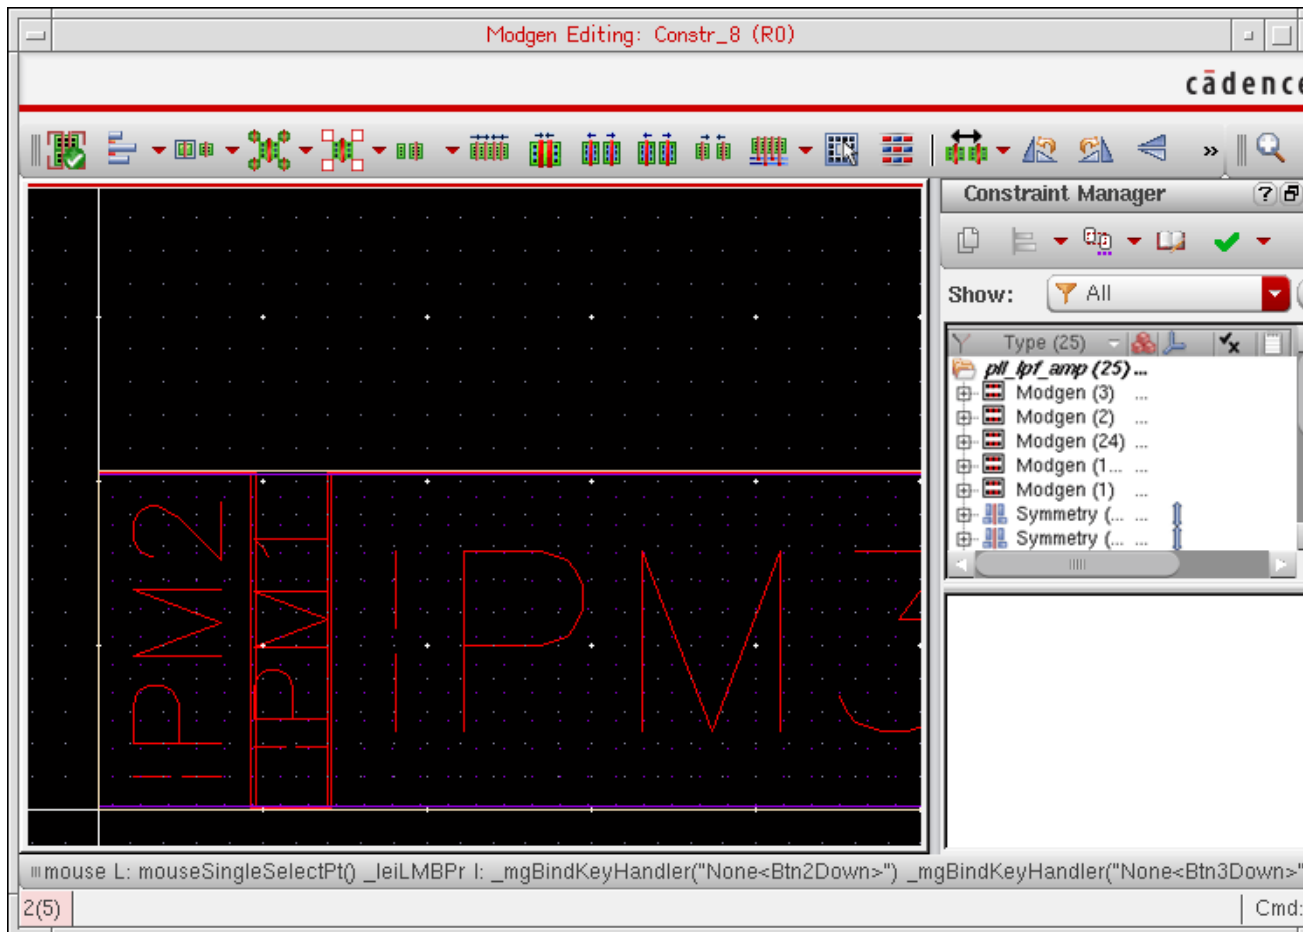 Modgen Editing: Constr_8 (R0)
cādence
»
Constraint Manager
?
Show:
All
Type (25)
pll_lpf_amp (25) ...
Modgen (3) ...
Modgen (2) ...
Modgen (24) ...
Modgen (1... ...
Modgen (1) ...
Symmetry (... ...
Symmetry (... ...
IPM2
IPM1
IPM3
mouse L: mouseSingleSelectPt() _leiLMBPr l: _mgBindKeyHandler("None<Btn2Down>") _mgBindKeyHandler("None<Btn3Down>"
2(5)
Cmd: